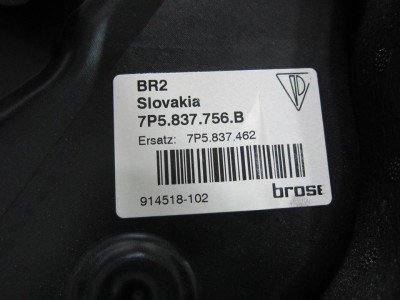 BR2
Slovakia
7P5.837.756.B
Ersatz: 7P5.837.462
914518-102
brose